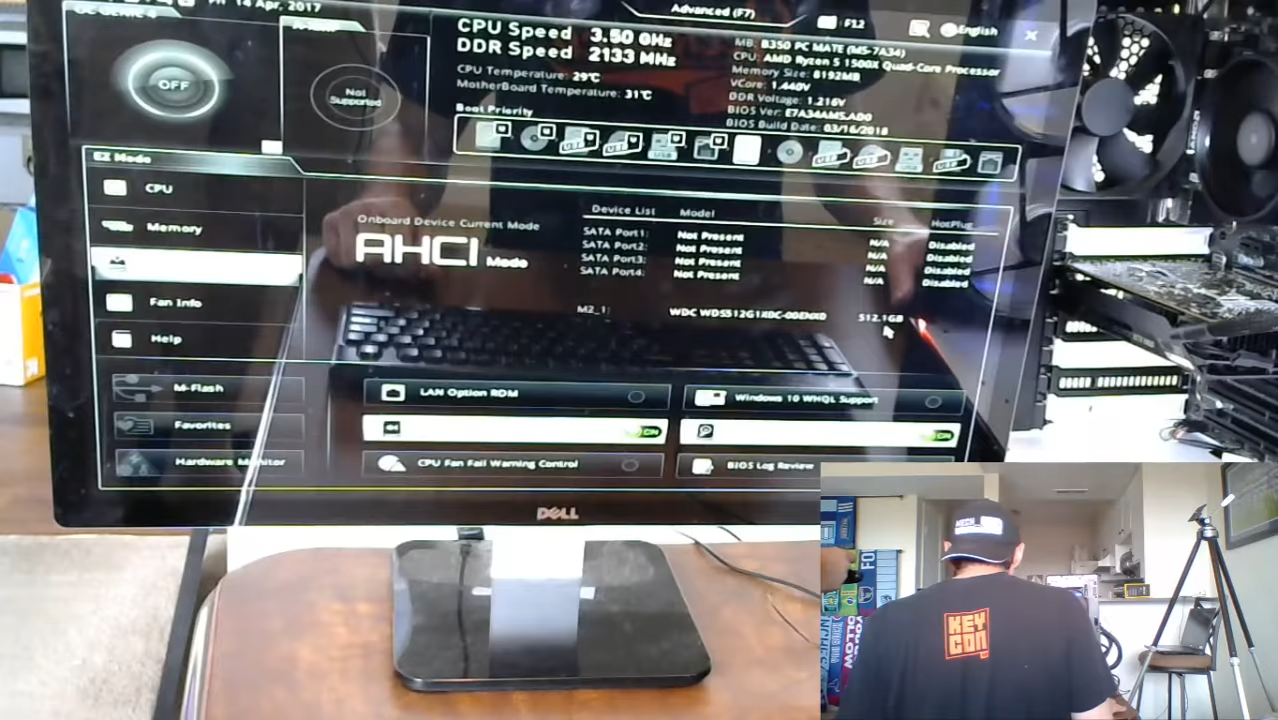 Fri 14 Apr, 2017
OFF
Not
Supported
CPU Speed 3.50 GHz
DDR Speed 2133 MHz
CPU Temperature: 29°C
MotherBoard Temperature: 31°C
Boot Priority
Advanced (F7)
F12
English
MB: B350 PC MATE (MS-7A34)
CPU: AMD Ryzen 5 1500X Quad-Core Processor
Memory Size: 8192MB
VCore: 1.440V
DDR Voltage: 1.216V
BIOS Ver: E7A34AMS.AD0
BIOS Build Date: 03/16/2018
EZ Mode
CPU
Memory
Fan Info
Help
M-Flash
Favorites
Hardware Monitor
Onboard Device Current Mode
AHCI Mode
Device List Model Size HotPlug
SATA Port1: Not Present N/A Disabled
SATA Port2: Not Present N/A Disabled
SATA Port3: Not Present N/A Disabled
SATA Port4: Not Present N/A Disabled
M2_1: WDC WDS512G1X0C-00ENX0 512.1GB
LAN Option ROM
Windows 10 WHQL Support
ON
ON
CPU Fan Fail Warning Control
BIOS Log Review
DELL
KEY
CON